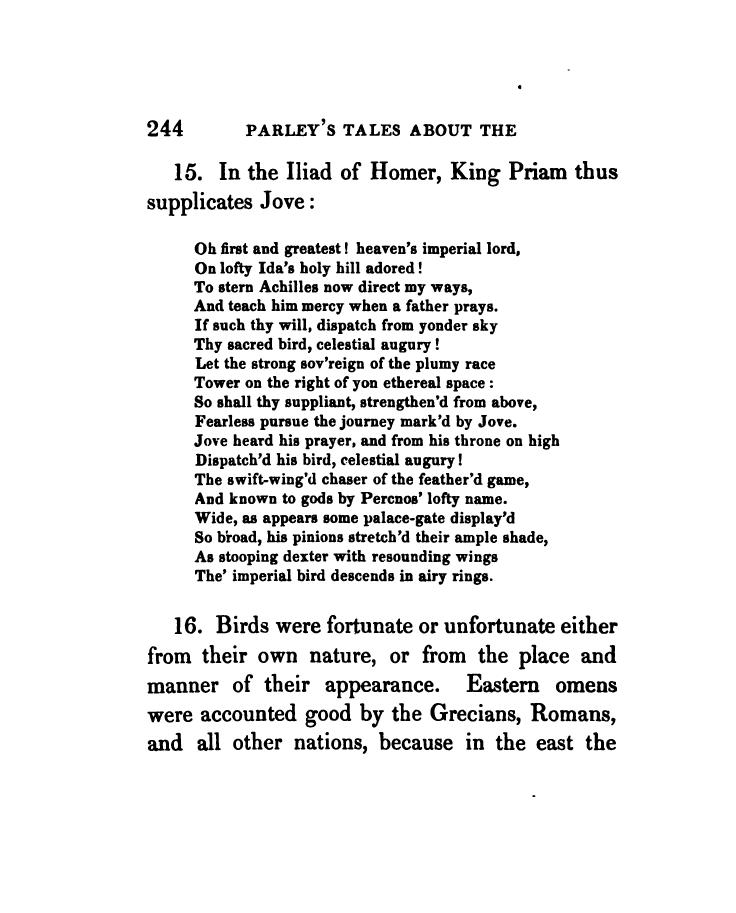 244 PARLEY'S TALES ABOUT THE
15. In the Iliad of Homer, King Priam thus
supplicates Jove :
Oh first and greatest ! heaven's imperial lord,
On lofty Ida's holy hill adored !
To stern Achilles now direct my ways,
And teach him mercy when a father prays.
If such thy will, dispatch from yonder sky
Thy sacred bird, celestial augury !
Let the strong sov'reign of the plumy race
Tower on the right of yon ethereal space :
So shall thy suppliant, strengthen'd from above,
Fearless pursue the journey mark'd by Jove.
Jove heard his prayer, and from his throne on high
Dispatch'd his bird, celestial augury !
The swift-wing'd chaser of the feather'd game,
And known to gods by Percnos' lofty name.
Wide, as appears some palace-gate display'd
So broad, his pinions stretch'd their ample shade,
As stooping dexter with resounding wings
The' imperial bird descends in airy rings.
16. Birds were fortunate or unfortunate either
from their own nature, or from the place and
manner of their appearance. Eastern omens
were accounted good by the Grecians, Romans,
and all other nations, because in the east the